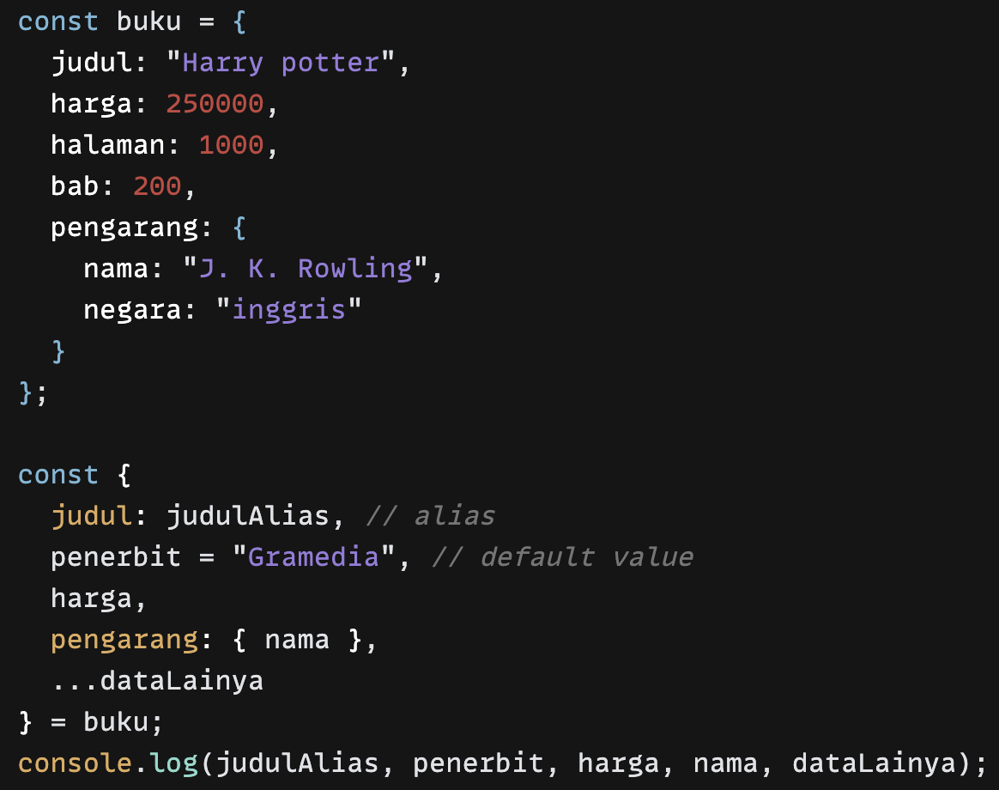 const buku = {
  judul: "Harry potter",
  harga: 250000,
  halaman: 1000,
  bab: 200,
  pengarang: {
    nama: "J. K. Rowling",
    negara: "inggris"
  }
};

const {
  judul: judulAlias, // alias
  penerbit = "Gramedia", // default value
  harga,
  pengarang: { nama },
  ...dataLainya
} = buku;
console.log(judulAlias, penerbit, harga, nama, dataLainya);